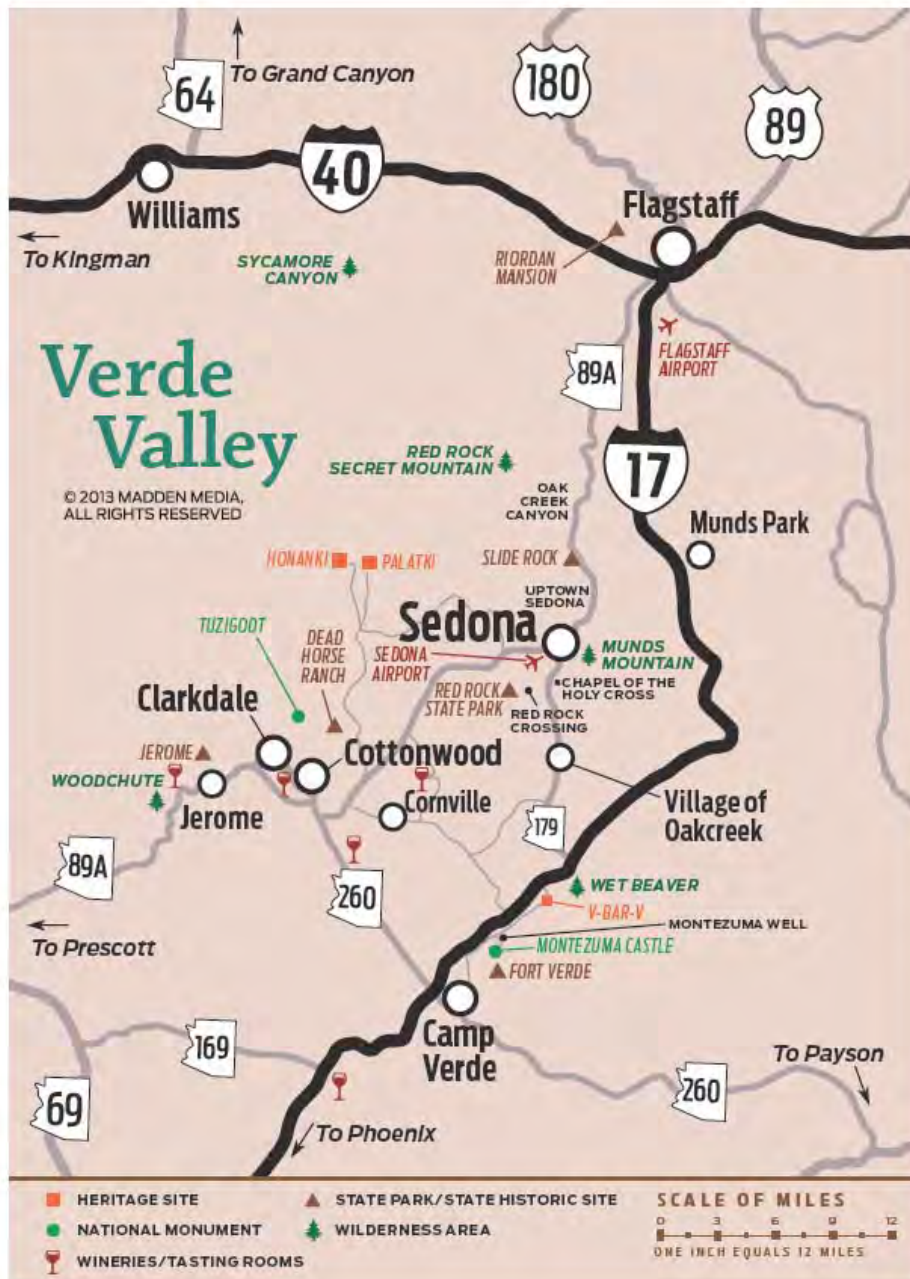 To Grand Canyon
64
180
89
40
Williams
Flagstaff
To Kingman
SYCAMORE
CANYON
RIORDAN
MANSION
FLAGSTAFF
AIRPORT
89A
Verde
Valley
© 2013 MADDEN MEDIA,
ALL RIGHTS RESERVED
RED ROCK
SECRET MOUNTAIN
17
OAK
CREEK
CANYON
Munds Park
HONANKI
PALATKI
SLIDE ROCK
UPTOWN
SEDONA
Sedona
TUZIGOOT
DEAD
HORSE
RANCH
SEDONA
AIRPORT
MUNDS
MOUNTAIN
CHAPEL OF THE
HOLY CROSS
RED ROCK
STATE PARK
RED ROCK
CROSSING
Clarkdale
JEROME
Cottonwood
WOODCHUTE
Jerome
Cornville
Village of
Oakcreek
179
89A
260
WET BEAVER
V-BAR-V
MONTEZUMA WELL
To Prescott
MONTEZUMA CASTLE
FORT VERDE
Camp
Verde
169
To Payson
69
260
To Phoenix
HERITAGE SITE
NATIONAL MONUMENT
WINERIES/TASTING ROOMS
STATE PARK/STATE HISTORIC SITE
WILDERNESS AREA
SCALE OF MILES
0 3 6 9 12
ONE INCH EQUALS 12 MILES